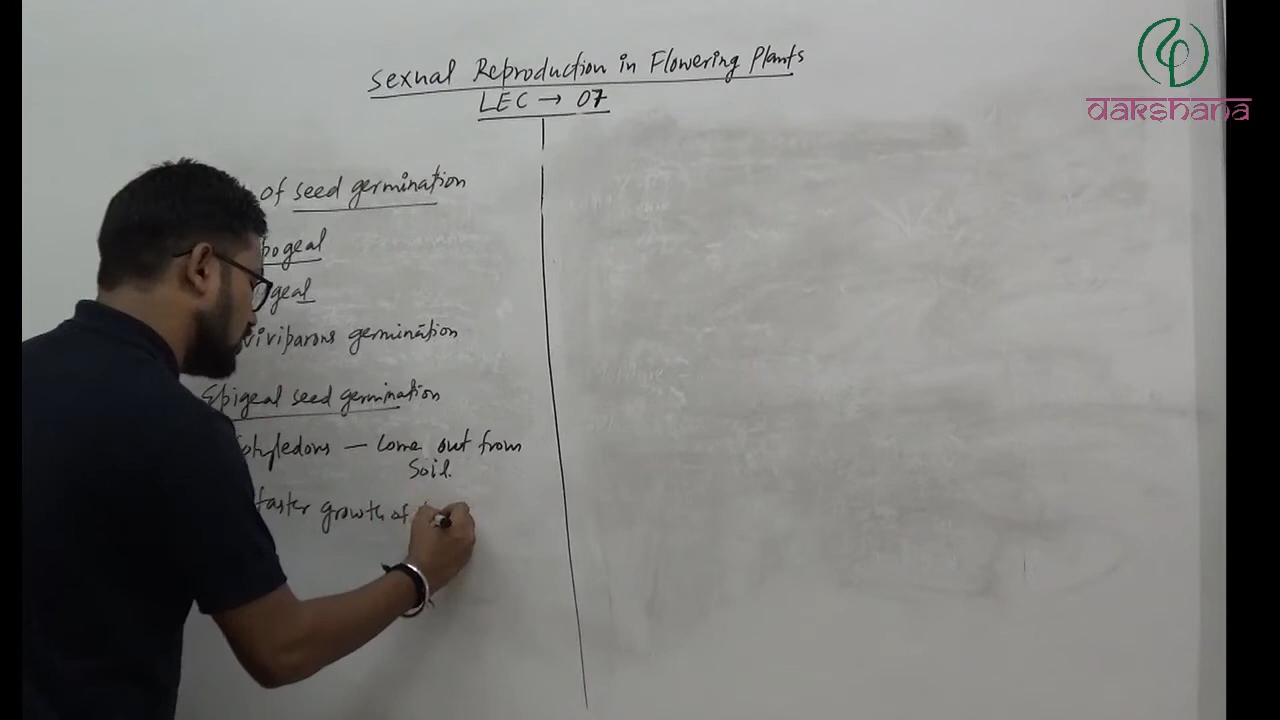 Sexual Reproduction in Flowering Plants
LEC → 07
dakshana
of seed germination
ogeal
geal
viviparous germination
Epigeal seed germination
otyledons — Come out from
Soil.
faster growth of